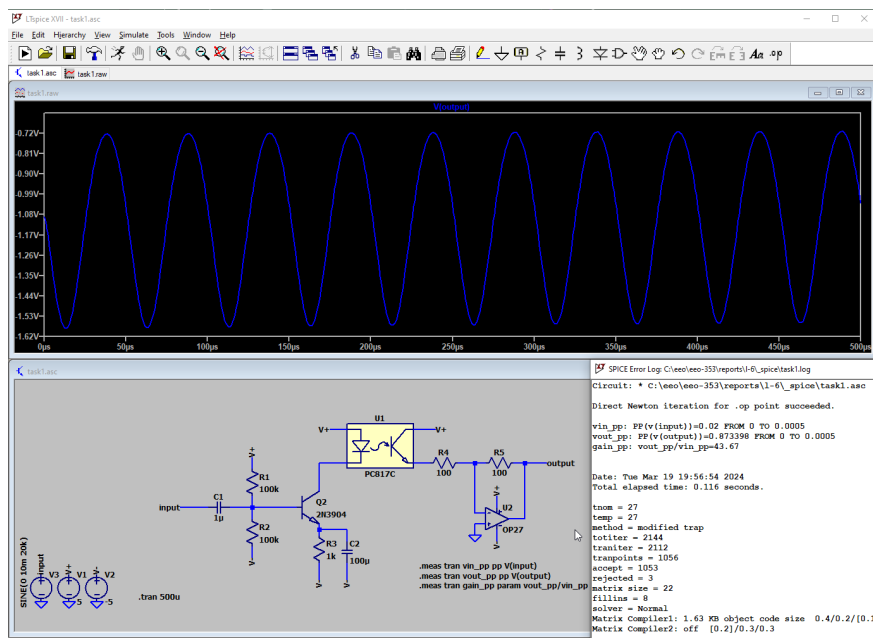 LTspice XVII - task1.asc
File Edit Hierarchy View Simulate Tools Window Help
task1.asc task1.raw
task1.raw
V(output)
-0.72V
-0.81V
-0.90V
-0.99V
-1.08V
-1.17V
-1.26V
-1.35V
-1.44V
-1.53V
-1.62V
0µs 50µs 100µs 150µs 200µs 250µs 300µs 350µs 400µs 450µs 500µs
task1.asc
U1
V+ V+
PC817C
R4 R5
100 100
output
V+
R1
100k
C1
1µ
input
Q2
2N3904
V+
U2
OP27
V-
R2
100k
R3
1k
C2
100µ
V- V- V-
SINE(0 10m 20k)
input V+ V-
V3 V1 V2
5 -5
.tran 500u
.meas tran vin_pp pp V(input)
.meas tran vout_pp pp V(output)
.meas tran gain_pp param vout_pp/vin_pp
SPICE Error Log: C:\eeo\eeo-353\reports\l-6\_spice\task1.log
Circuit: * C:\eeo\eeo-353\reports\l-6\_spice\task1.asc
Direct Newton iteration for .op point succeeded.
vin_pp: PP(v(input))=0.02 FROM 0 TO 0.0005
vout_pp: PP(v(output))=0.873398 FROM 0 TO 0.0005
gain_pp: vout_pp/vin_pp=43.67
Date: Tue Mar 19 19:56:54 2024
Total elapsed time: 0.116 seconds.
tnom = 27
temp = 27
method = modified trap
totiter = 2144
traniter = 2112
tranpoints = 1056
accept = 1053
rejected = 3
matrix size = 22
fillins = 8
solver = Normal
Matrix Compiler1: 1.63 KB object code size 0.4/0.2/[0.1
Matrix Compiler2: off [0.2]/0.3/0.3